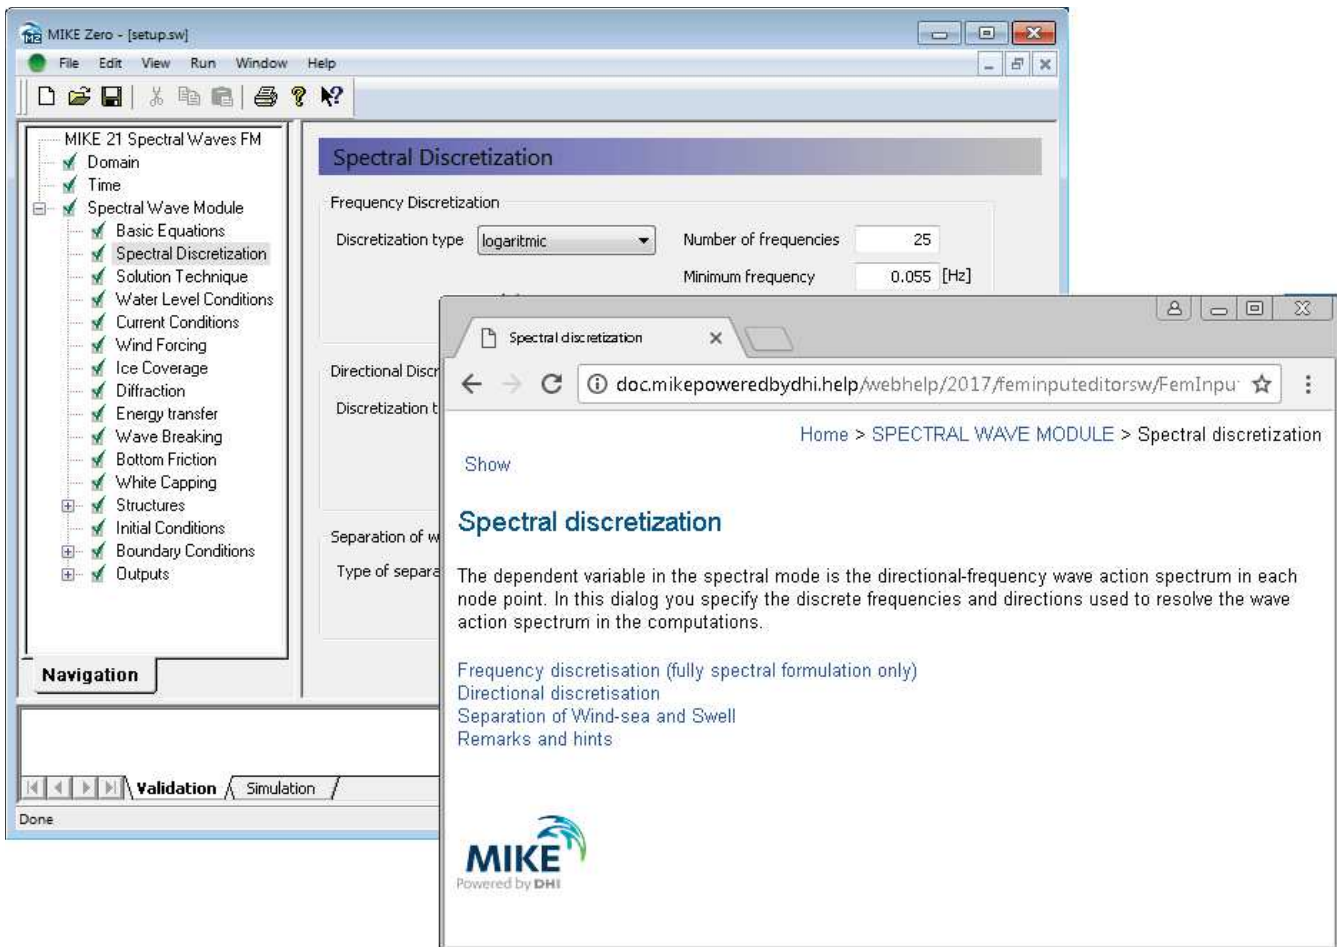 MIKE Zero - [setup.sw]
File Edit View Run Window Help
MIKE 21 Spectral Waves FM
Domain
Time
Spectral Wave Module
Basic Equations
Spectral Discretization
Solution Technique
Water Level Conditions
Current Conditions
Wind Forcing
Ice Coverage
Diffraction
Energy transfer
Wave Breaking
Bottom Friction
White Capping
Structures
Initial Conditions
Boundary Conditions
Outputs
Navigation
Spectral Discretization
Frequency Discretization
Discretization type logaritmic Number of frequencies 25
Minimum frequency 0.055 [Hz]
Directional Discr
Discretization t
Separation of w
Type of separa
Validation Simulation
Done
Spectral discretization
doc.mikepoweredbydhi.help/webhelp/2017/feminputeditorsw/FemInpu
Home > SPECTRAL WAVE MODULE > Spectral discretization
Show
Spectral discretization
The dependent variable in the spectral mode is the directional-frequency wave action spectrum in each
node point. In this dialog you specify the discrete frequencies and directions used to resolve the wave
action spectrum in the computations.
Frequency discretisation (fully spectral formulation only)
Directional discretisation
Separation of Wind-sea and Swell
Remarks and hints
MIKE
Powered by DHI